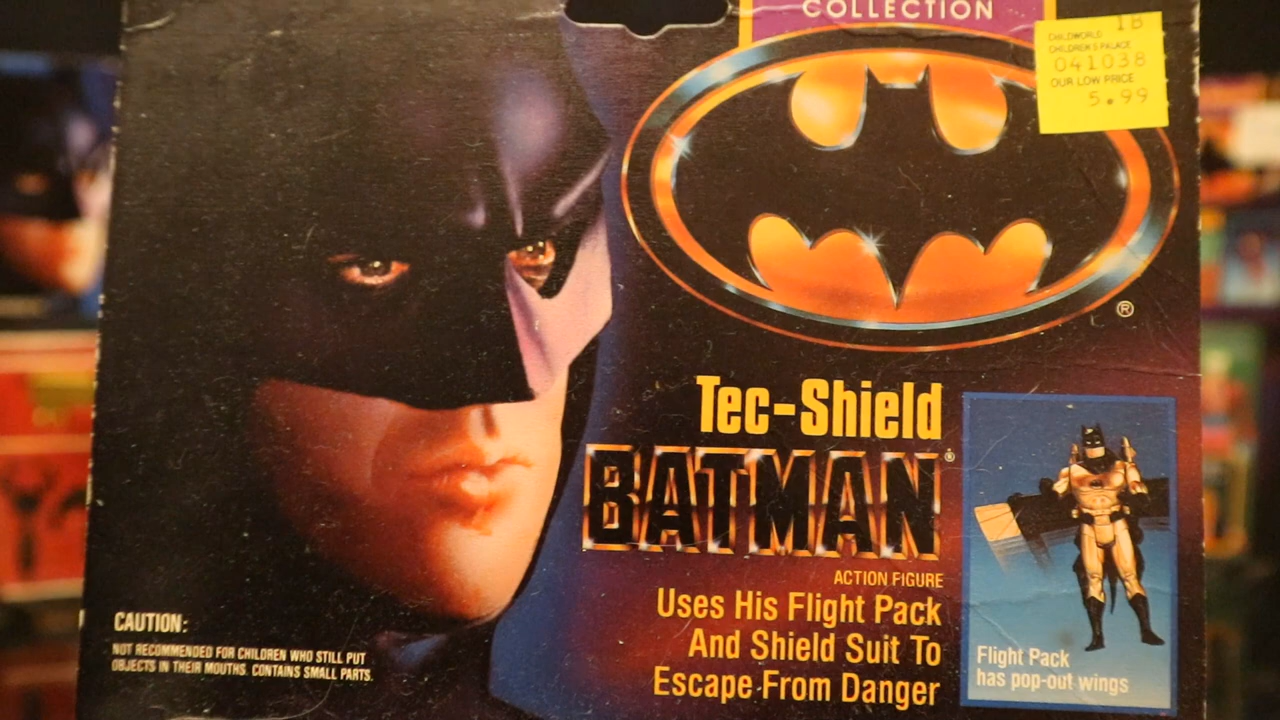 COLLECTION
1B
CHILDWORLD
CHILDREN'S PALACE
041038
OUR LOW PRICE
5.99
®
Tec-Shield
BATMAN®
ACTION FIGURE
Uses His Flight Pack
And Shield Suit To
Escape From Danger
Flight Pack
has pop-out wings
CAUTION:
NOT RECOMMENDED FOR CHILDREN WHO STILL PUT
OBJECTS IN THEIR MOUTHS. CONTAINS SMALL PARTS.